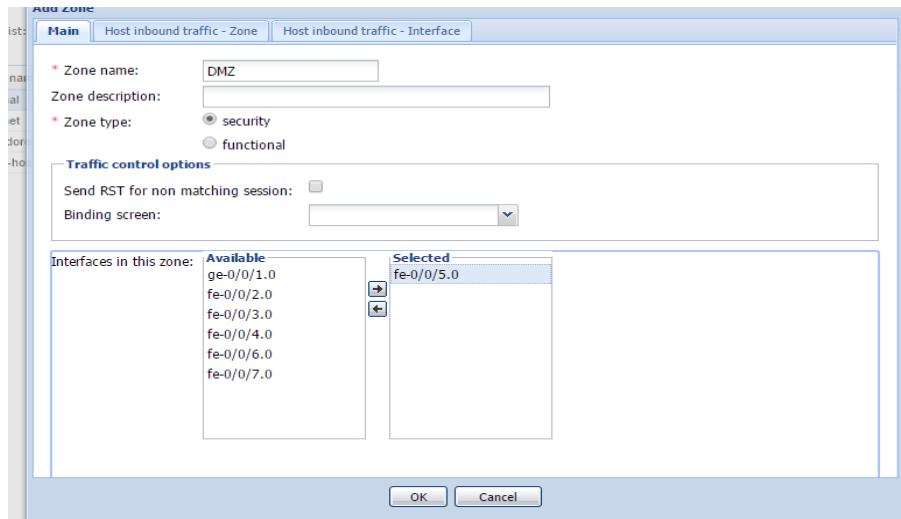 Add Zone
ist:
Main Host inbound traffic - Zone Host inbound traffic - Interface
* Zone name: DMZ
Zone description:
* Zone type: security
functional
Traffic control options
Send RST for non matching session:
Binding screen:
Interfaces in this zone: Available Selected
ge-0/0/1.0 fe-0/0/5.0
fe-0/0/2.0
fe-0/0/3.0
fe-0/0/4.0
fe-0/0/6.0
fe-0/0/7.0
OK Cancel